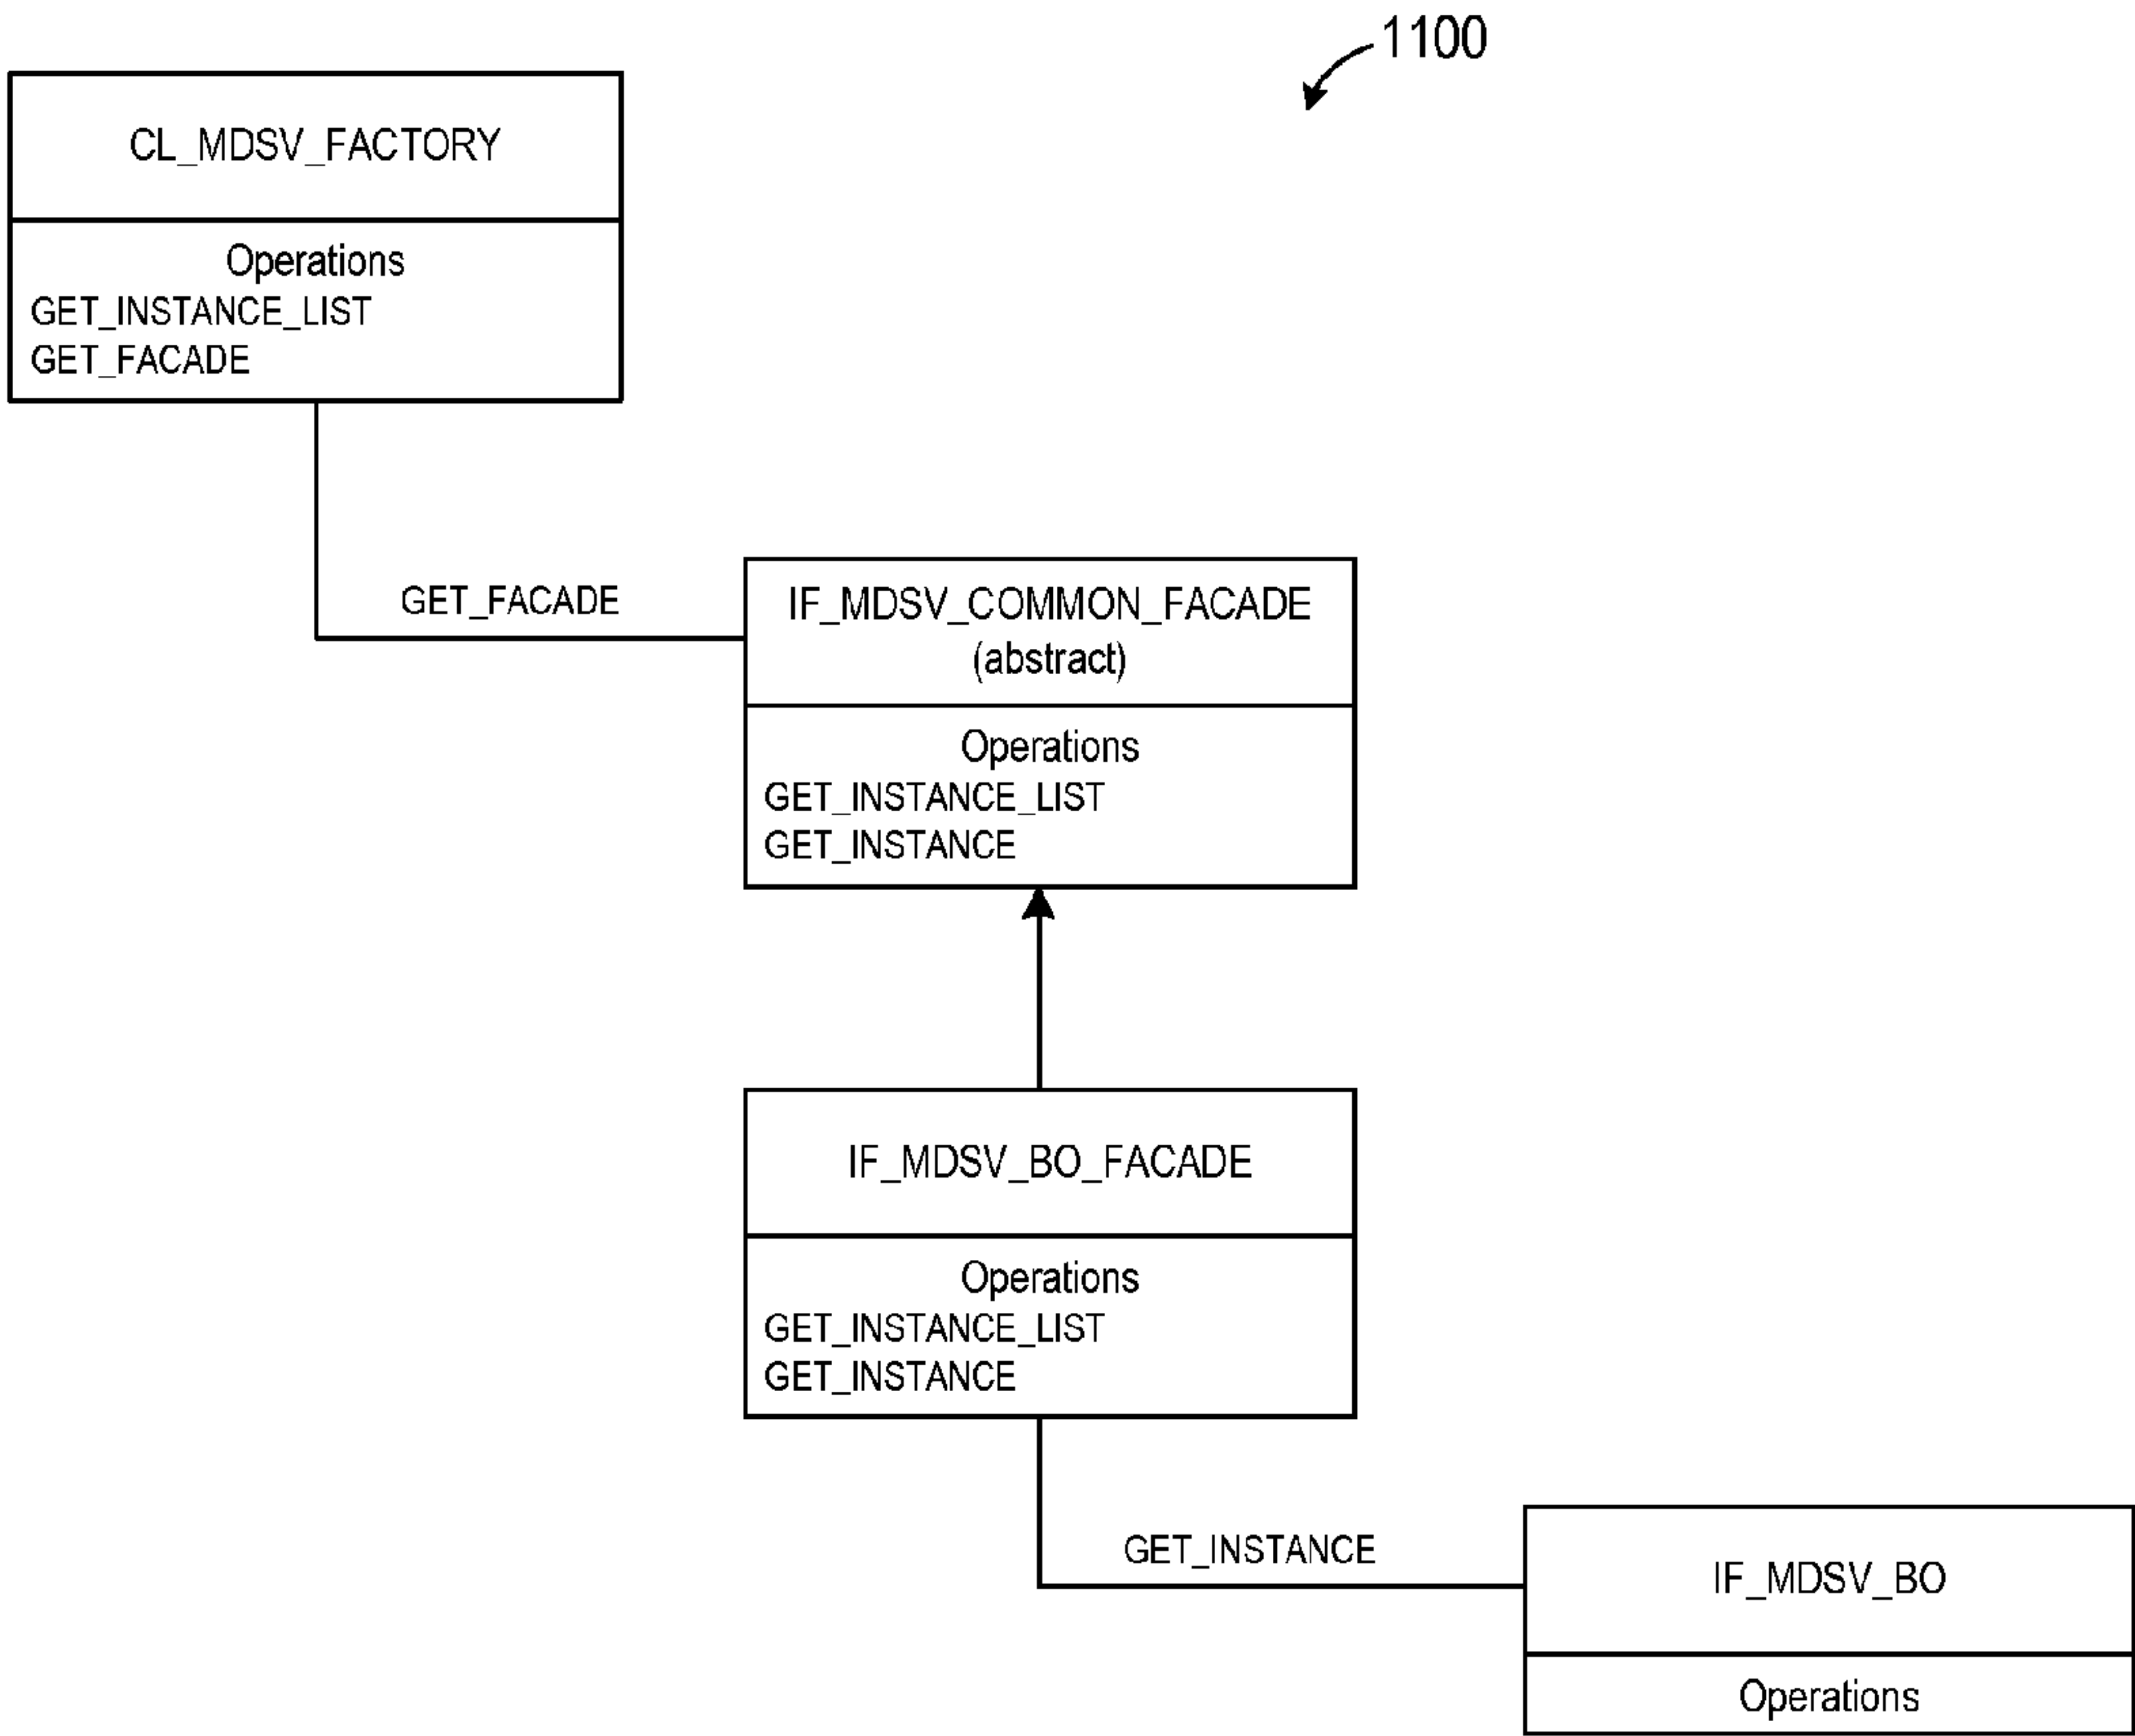 1100
CL_MDSV_FACTORY
Operations
GET_INSTANCE_LIST
GET_FACADE
GET_FACADE
IF_MDSV_COMMON_FACADE
(abstract)
Operations
GET_INSTANCE_LIST
GET_INSTANCE
IF_MDSV_BO_FACADE
Operations
GET_INSTANCE_LIST
GET_INSTANCE
GET_INSTANCE
IF_MDSV_BO
Operations